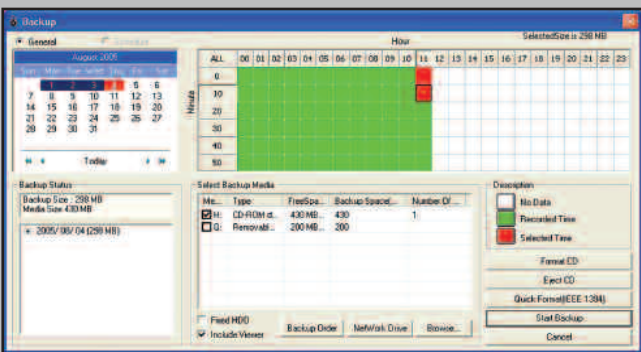 Backup
General
Schedule
Hour
SelectedSize is 298 MB
August 2005
Sun Mon Tue Wed Thu Fri Sat
1 2 3 4 5 6
7 8 9 10 11 12 13
14 15 16 17 18 19 20
21 22 23 24 25 26 27
28 29 30 31
Today
ALL 00 01 02 03 04 05 06 07 08 09 10 11 12 13 14 15 16 17 18 19 20 21 22 23
Minute
0
10
20
30
40
50
Backup Status
Backup Size : 298 MB
Media Size 430 MB
2005/ 08/ 04 (298 MB)
Select Backup Media
Me... Type FreeSpa... Backup Space(... Number Of ...
H: CD-ROM d... 430 MB... 430 1
G: Removabl... 200 MB... 200
Fixed HDD
Include Viewer
Backup Order
NetWork Drive
Browse...
Description
No Data
Recorded Time
Selected Time
Format CD
Eject CD
Quick Format(IEEE 1394)
Start Backup
Cancel